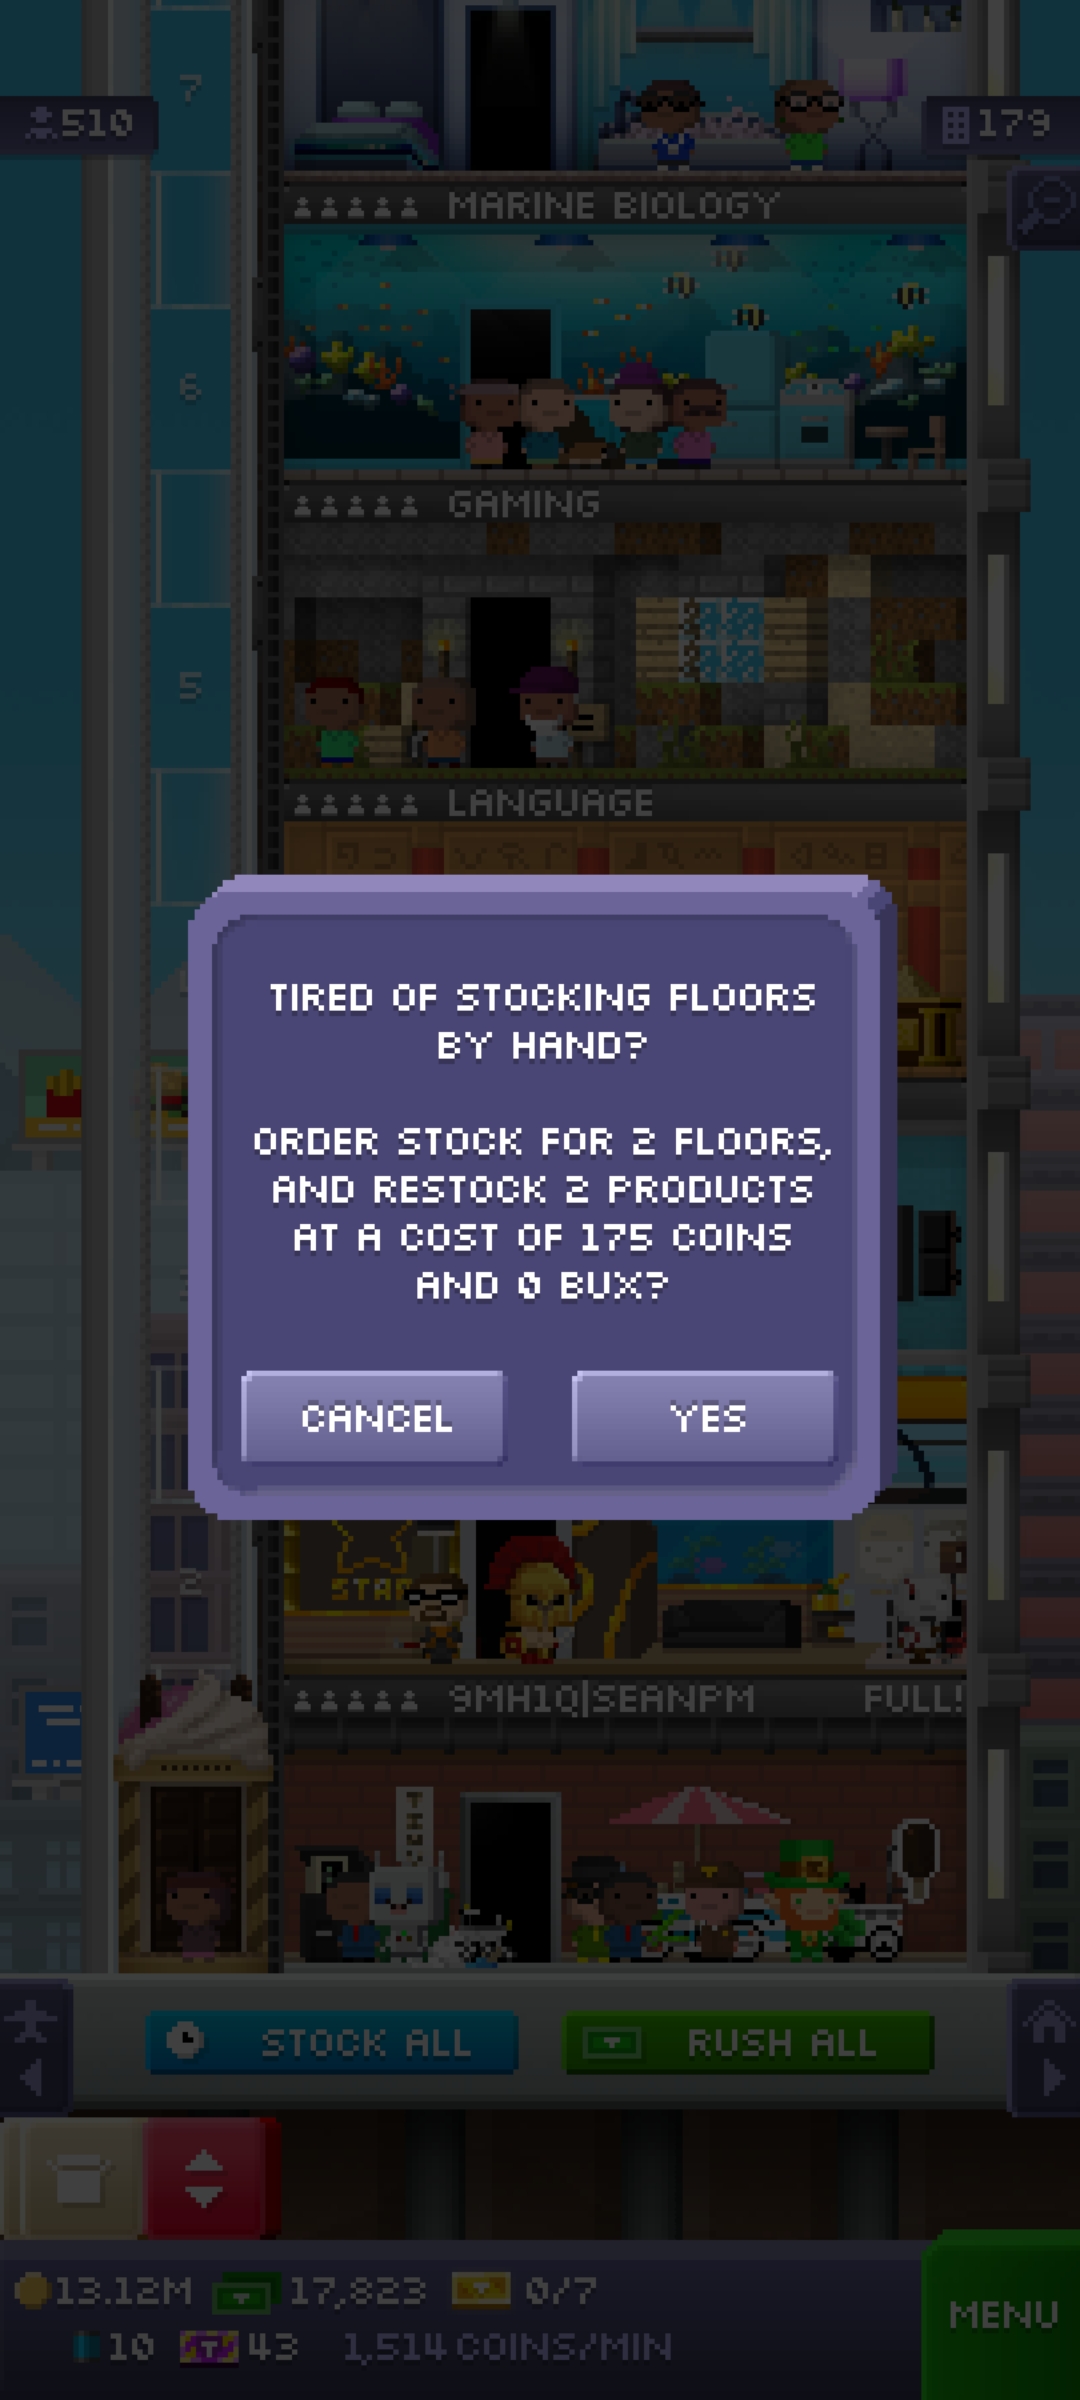 7
510
179
MARINE BIOLOGY
6
GAMING
5
LANGUAGE
TIRED OF STOCKING FLOORS
BY HAND?
ORDER STOCK FOR 2 FLOORS,
AND RESTOCK 2 PRODUCTS
AT A COST OF 175 COINS
AND 0 BUX?
CANCEL
YES
2
9MH1Q|SEANPM
FULL!
STOCK ALL
RUSH ALL
13.12M
17,823
0/7
10
43
1,514 COINS/MIN
MENU